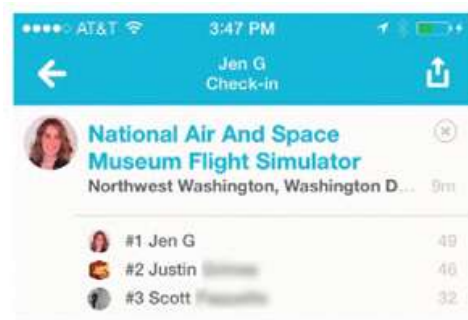 AT&T 3:47 PM
Jen G
Check-in
National Air And Space
Museum Flight Simulator
Northwest Washington, Washington D... 9m
#1 Jen G 49
#2 Justin 46
#3 Scott 32